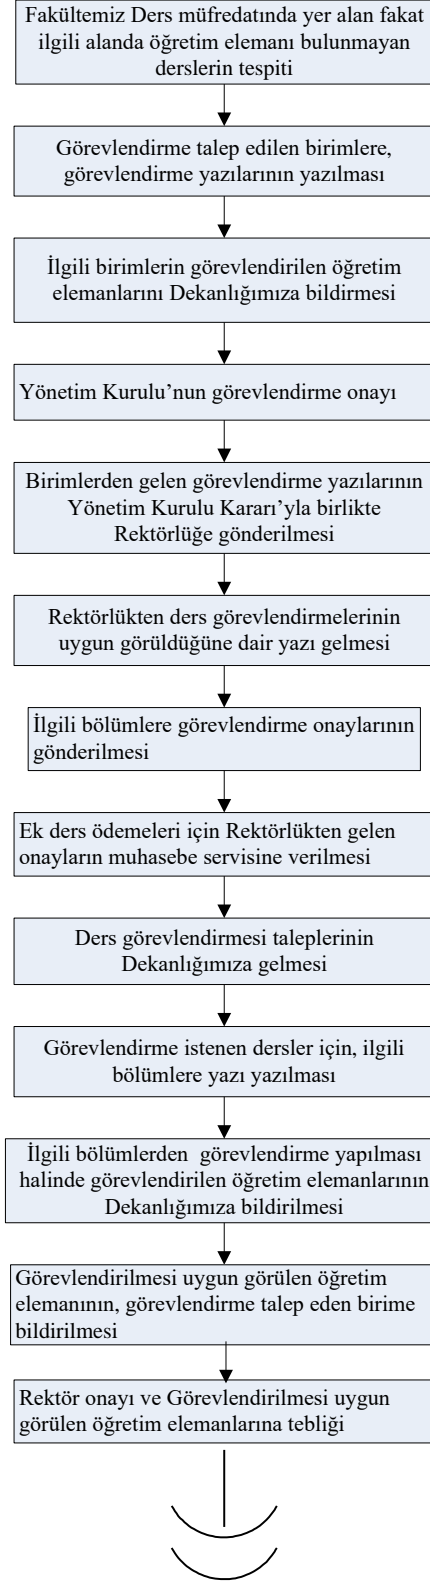 Fakültemiz Ders müfredatında yer alan fakat
ilgili alanda öğretim elemanı bulunmayan
derslerin tespiti
Görevlendirme talep edilen birimlere,
görevlendirme yazılarının yazılması
İlgili birimlerin görevlendirilen öğretim
elemanlarını Dekanlığımıza bildirmesi
Yönetim Kurulu’nun görevlendirme onayı
Birimlerden gelen görevlendirme yazılarının
Yönetim Kurulu Kararı’yla birlikte
Rektörlüğe gönderilmesi
Rektörlükten ders görevlendirmelerinin
uygun görüldüğüne dair yazı gelmesi
İlgili bölümlere görevlendirme onaylarının
gönderilmesi
Ek ders ödemeleri için Rektörlükten gelen
onayların muhasebe servisine verilmesi
Ders görevlendirmesi taleplerinin
Dekanlığımıza gelmesi
Görevlendirme istenen dersler için, ilgili
bölümlere yazı yazılması
İlgili bölümlerden görevlendirme yapılması
halinde görevlendirilen öğretim elemanlarının
Dekanlığımıza bildirilmesi
Görevlendirilmesi uygun görülen öğretim
elemanının, görevlendirme talep eden birime
bildirilmesi
Rektör onayı ve Görevlendirilmesi uygun
görülen öğretim elemanlarına tebliği